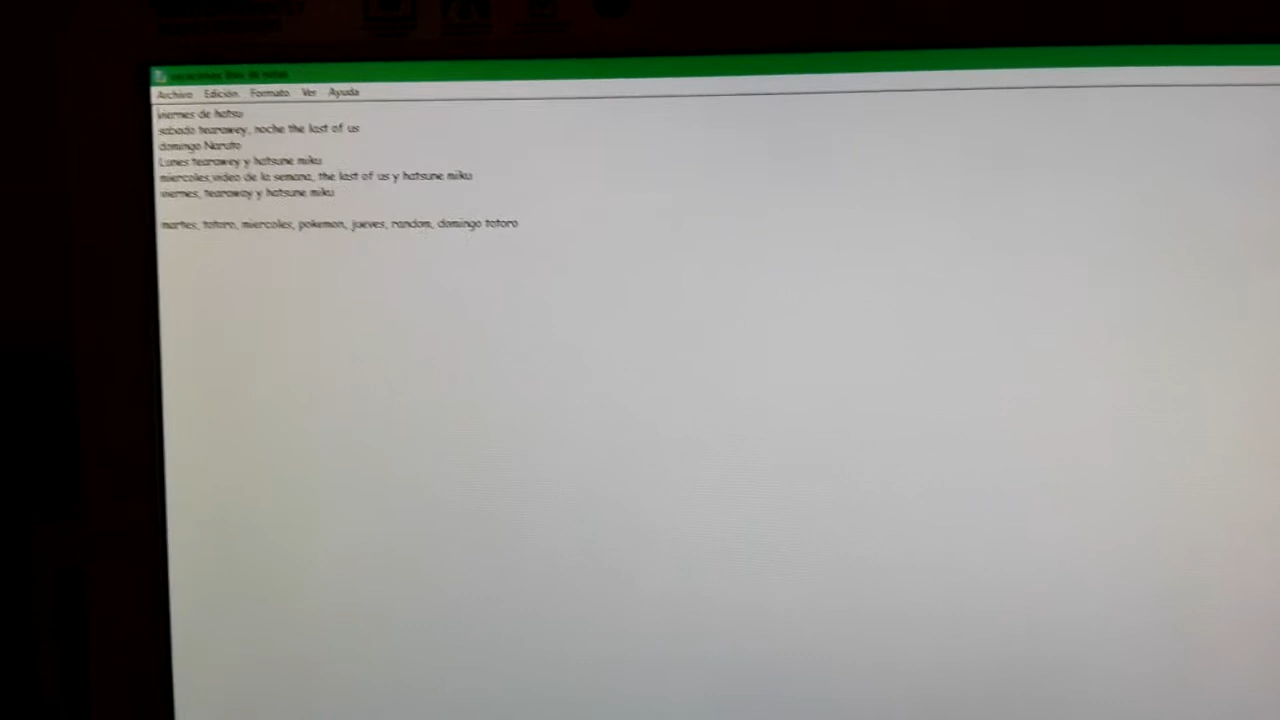 Archivo Edición Formato Ver Ayuda
viernes de hatsu
sabado tearawey, noche the last of us
domingo Naruto
Lunes tearawey y hatsune miku
miercoles,video de la semana, the last of us y hatsune miku
viernes, tearaway y hatsune miku
martes, totoro, miercoles, pokemon, jueves, random, domingo totoro